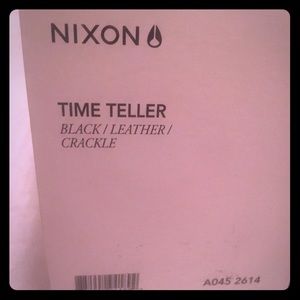 NIXON
TIME TELLER
BLACK / LEATHER /
CRACKLE
A045 2614